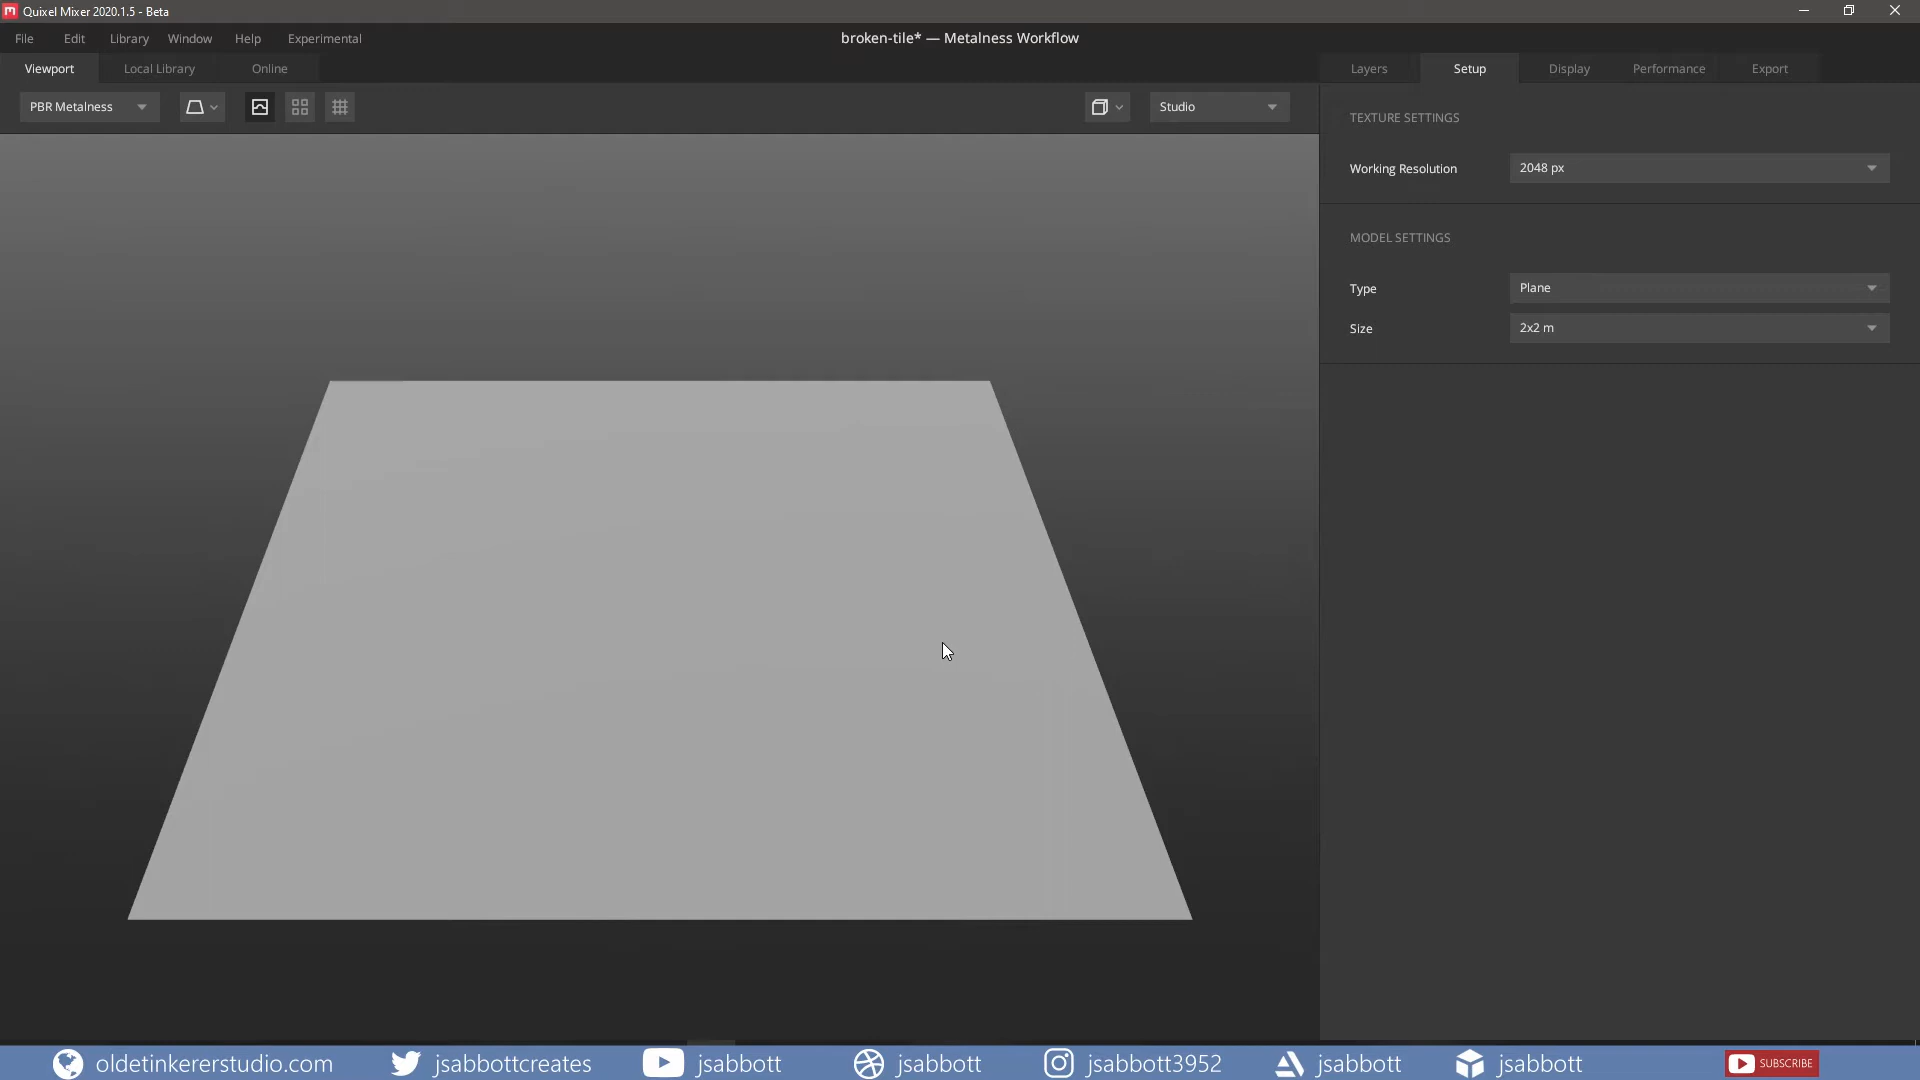 Quixel Mixer 2020.1.5 - Beta
File Edit Library Window Help Experimental
broken-tile* — Metalness Workflow
Viewport Local Library Online
Layers Setup Display Performance Export
PBR Metalness
Studio
TEXTURE SETTINGS
Working Resolution 2048 px
MODEL SETTINGS
Type Plane
Size 2x2 m
oldetinkererstudio.com jsabbottcreates jsabbott jsabbott jsabbott3952 jsabbott jsabbott SUBSCRIBE